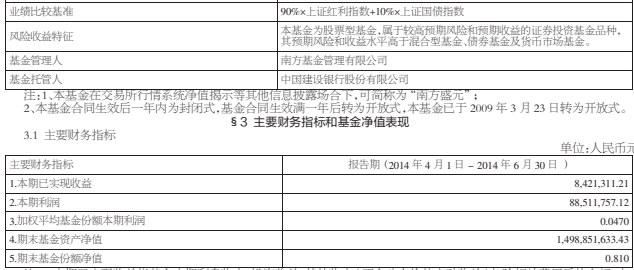 业绩比较基准 90%×上证红利指数+10%×上证国债指数
风险收益特征 本基金为股票型基金,属于较高预期风险和预期收益的证券投资基金品种,
其预期风险和收益水平高于混合型基金、债券基金及货币市场基金。
基金管理人 南方基金管理有限公司
基金托管人 中国建设银行股份有限公司
注:1、本基金在交易所行情系统净值揭示等其他信息披露场合下,可简称为“南方盛元”;
2、本基金合同生效后一年内为封闭式,基金合同生效满一年后转为开放式,本基金已于 2009 年 3 月 23 日转为开放式。
§3 主要财务指标和基金净值表现
3.1 主要财务指标
单位:人民币元
主要财务指标 报告期(2014 年 4 月 1 日 - 2014 年 6 月 30 日 )
1.本期已实现收益 8,421,311.21
2.本期利润 88,511,757.12
3.加权平均基金份额本期利润 0.0470
4.期末基金资产净值 1,498,851,633.43
5.期末基金份额净值 0.810